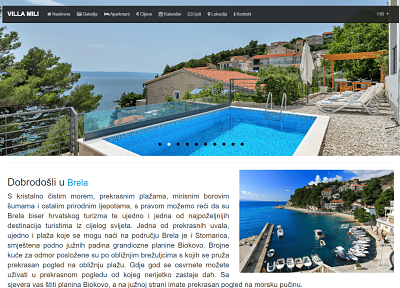 VILLA MILI Naslovna Galerija Apartmani Cijene Kalendar Upit Lokacija Kontakt HR
Dobrodošli u Brela
S kristalno čistim morem, prekrasnim plažama, mirisnim borovim
šumama i ostalim prirodnim ljepotama, s pravom možemo reći da su
Brela biser hrvatskog turizma te ujedno i jedna od najpoželjnijih
destinacija turistima iz cijelog svijeta. Jedna od prekrasnih uvala,
ujedno i plaža koje se mogu naći na području Brela je i Stomarica,
smještena podno južnih padina grandiozne planine Biokovo. Brojne
kuće za odmor položene su po obližnjim brežuljcima s kojih se pruža
prekrasan pogled na obližnju plažu. Gdje god se osvrnete možete
uživati u prekrasnom pogledu od kojeg nerijetko zastaje dah. Sa
sjevera vas štiti planina Biokovo, a na južnoj strani imate prekrasan pogled na morsku pučinu.